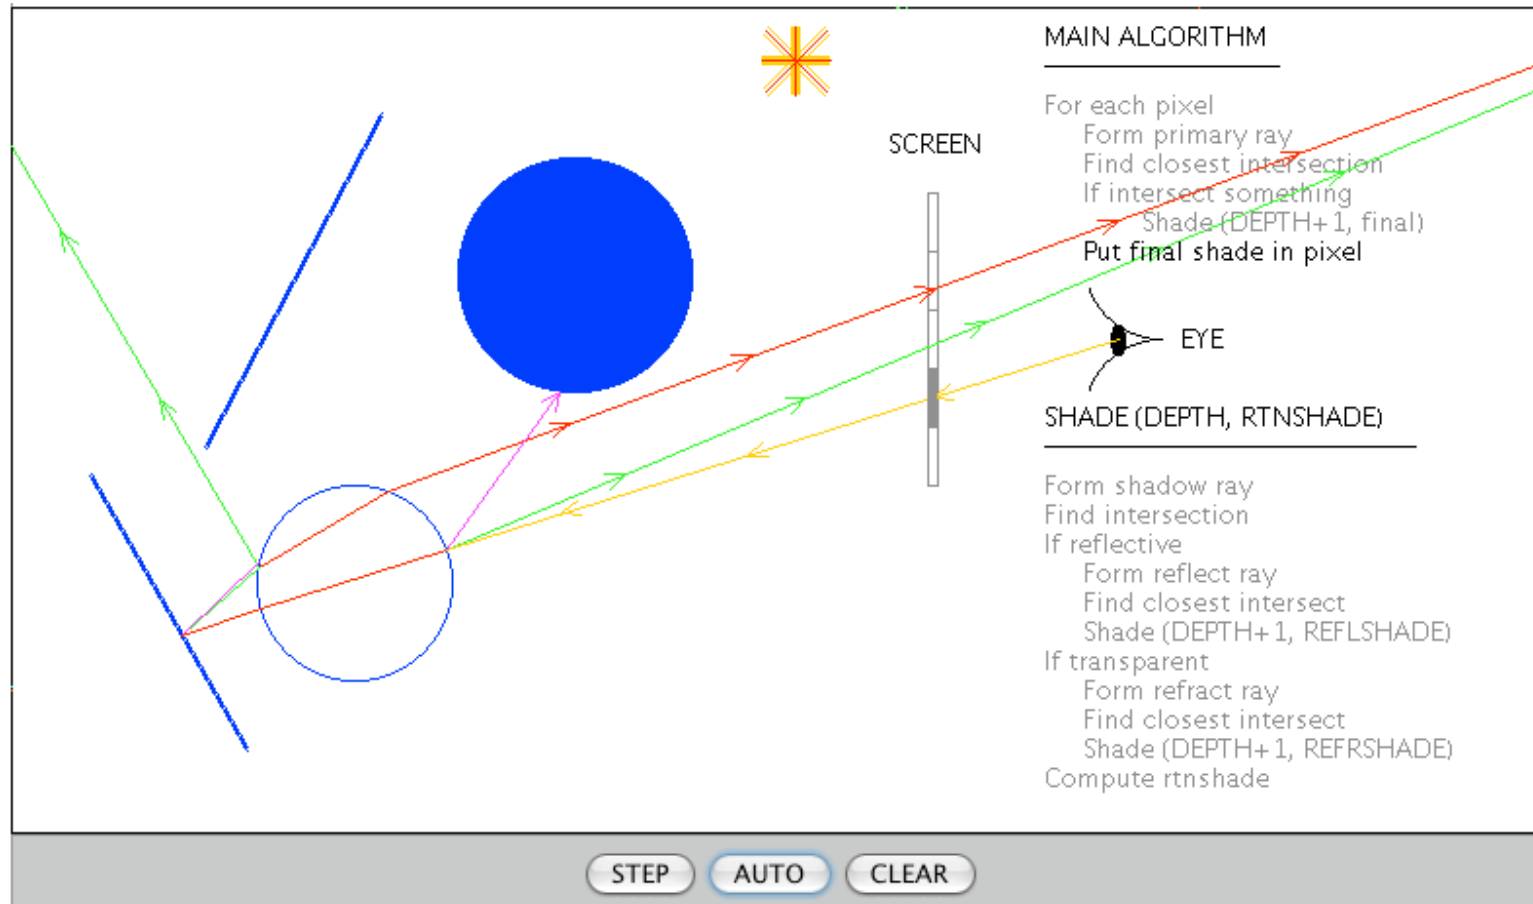 MAIN ALGORITHM
For each pixel
Form primary ray
Find closest intersection
If intersect something
Shade (DEPTH+1, final)
Put final shade in pixel
SCREEN
EYE
SHADE (DEPTH, RTNSHADE)
Form shadow ray
Find intersection
If reflective
Form reflect ray
Find closest intersect
Shade (DEPTH+1, REFLSHADE)
If transparent
Form refract ray
Find closest intersect
Shade (DEPTH+1, REFRSHADE)
Compute rtnshade
STEP
AUTO
CLEAR